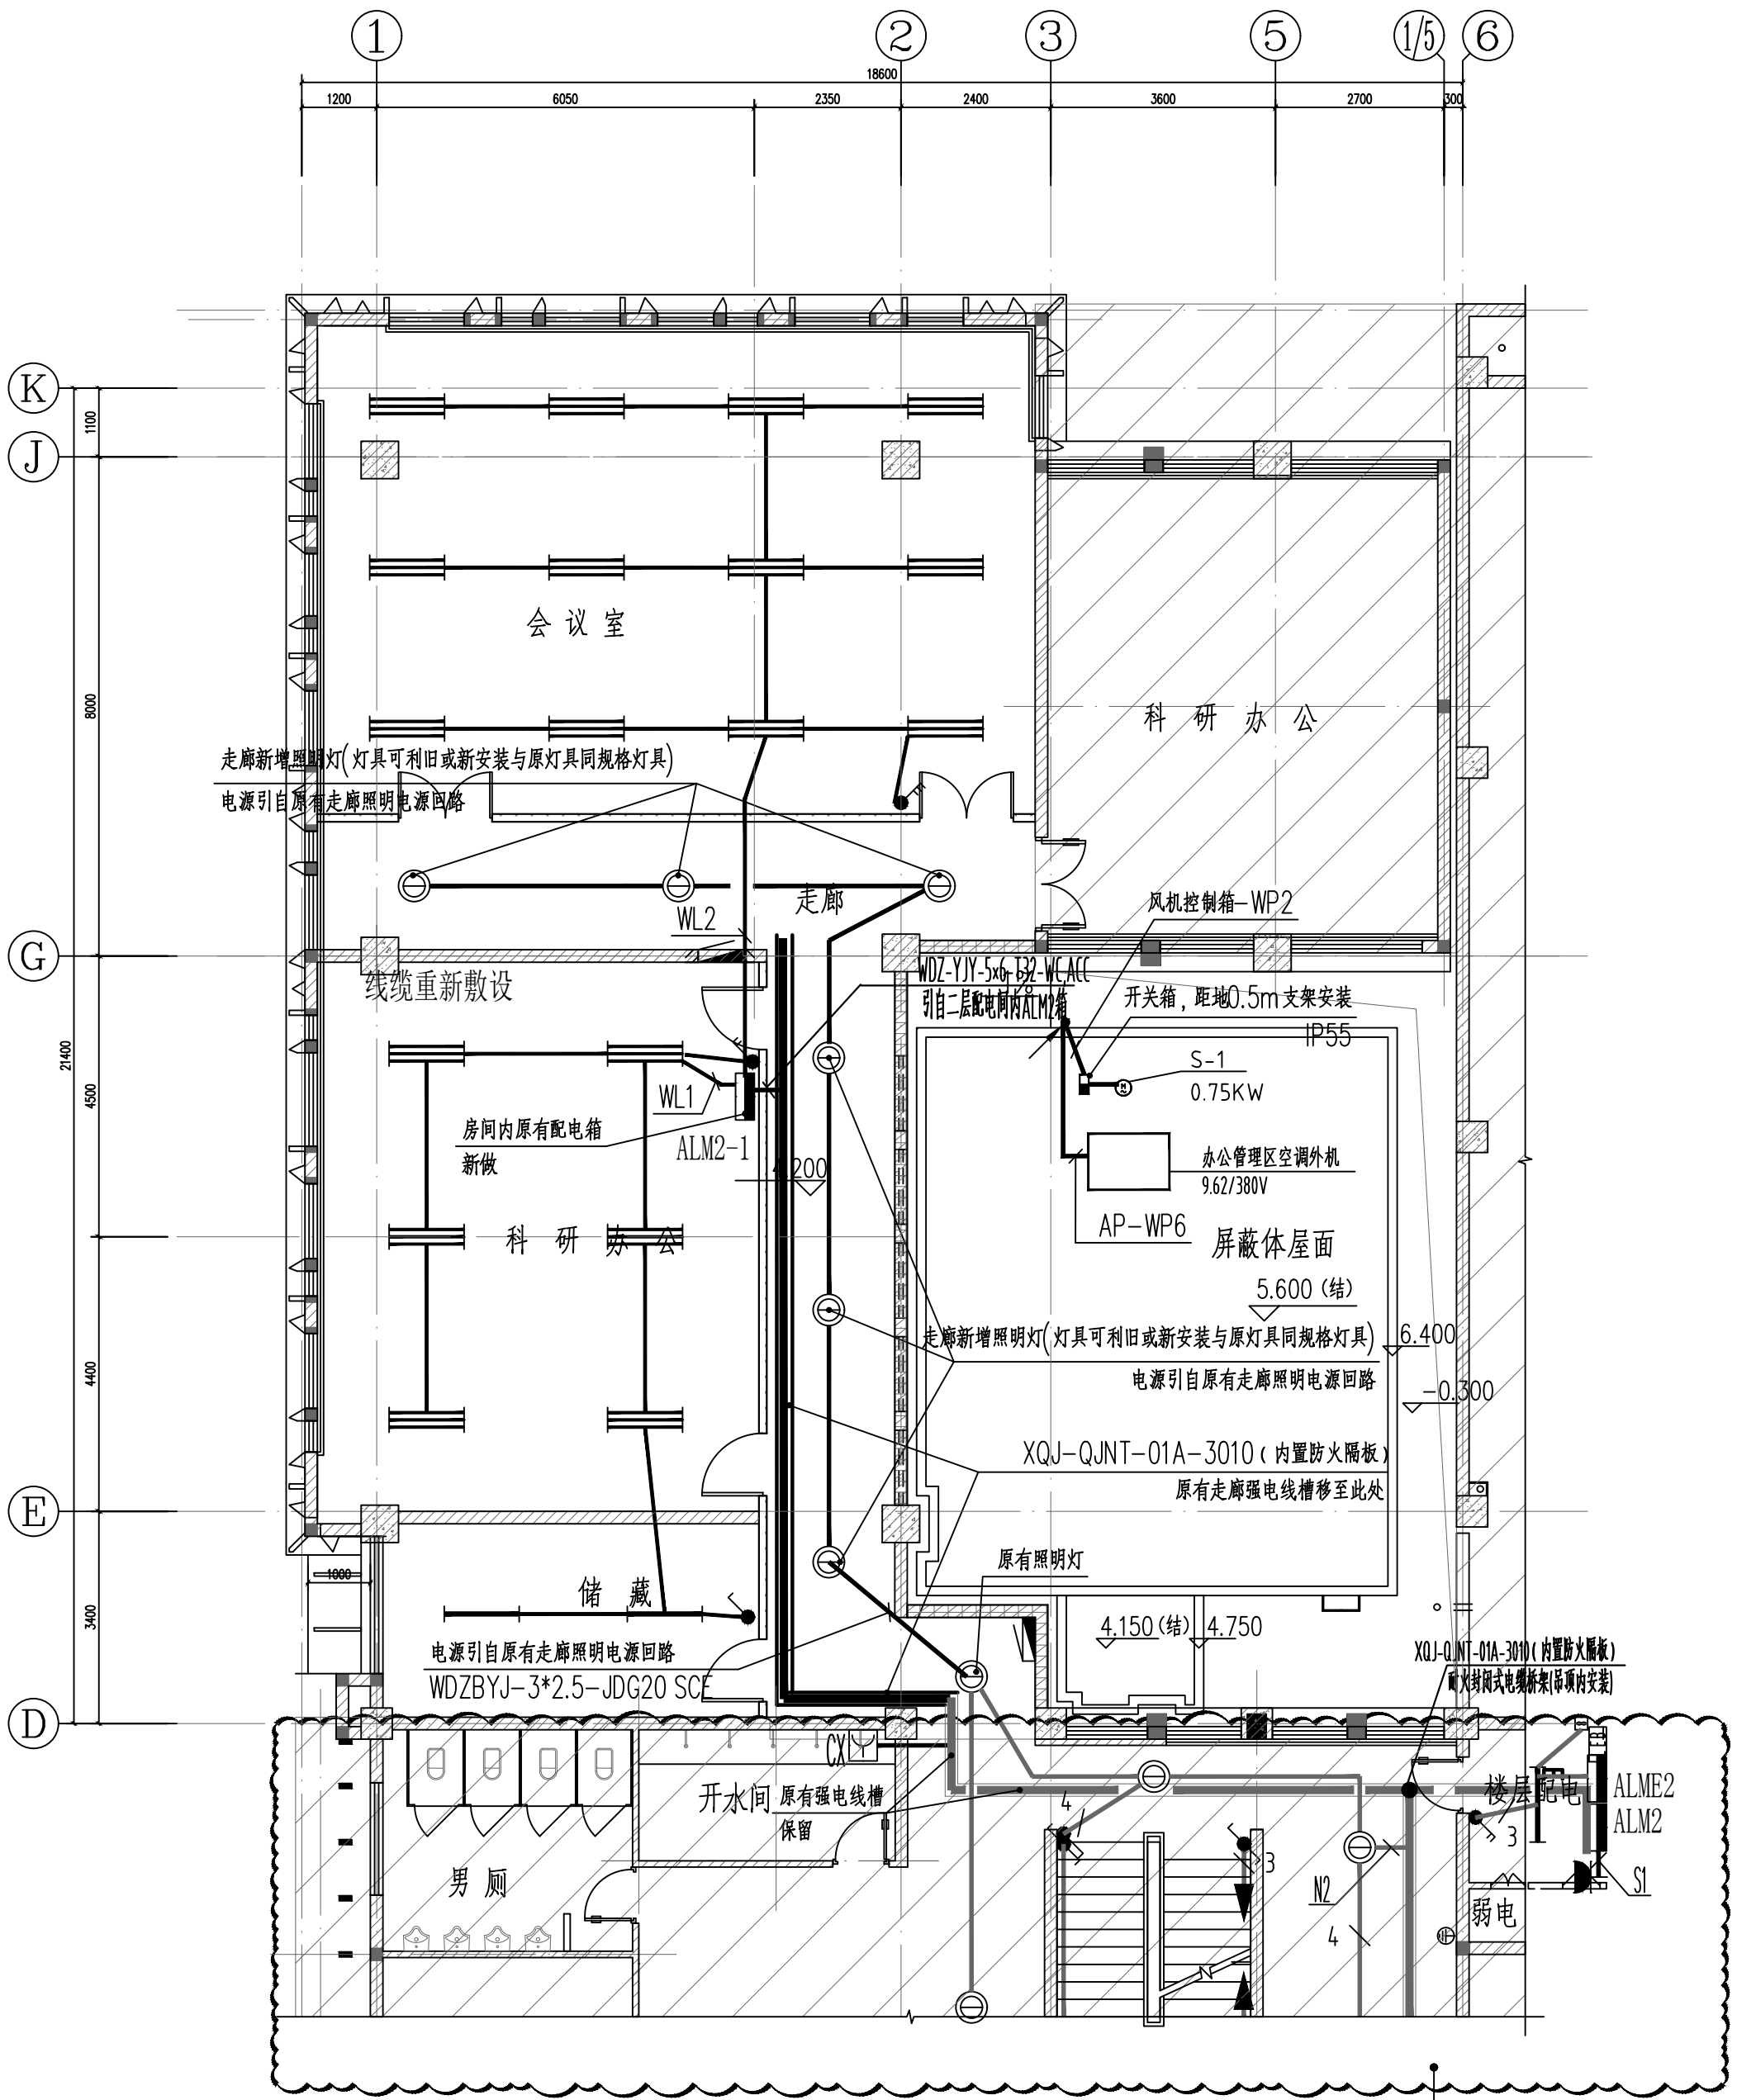 1
2
3
5
1/5
6
18600
1200
6050
2350
2400
3600
2700
300
K
J
G
E
D
1100
8000
21400
4500
4400
3400
1000
会议室
科研办公
走廊新增照明灯(灯具可利旧或新安装与原灯具同规格灯具)
电源引自原有走廊照明电源回路
走廊
WL2
风机控制箱-WP2
线缆重新敷设
WDZ-YJY-5x6-T32-WC,ACC
引自二层配电间内ALM2箱
开关箱，距地0.5m支架安装
IP55
S-1
0.75KW
WL1
房间内原有配电箱
新做
ALM2-1
4.200
办公管理区空调外机
9.62/380V
AP-WP6
科研办公
屏蔽体屋面
5.600(结)
走廊新增照明灯(灯具可利旧或新安装与原灯具同规格灯具)
6.400
电源引自原有走廊照明电源回路
-0.300
XQJ-QJNT-01A-3010(内置防火隔板)
原有走廊强电线槽移至此处
原有照明灯
储藏
4.150(结)
4.750
电源引自原有走廊照明电源回路
WDZBYJ-3*2.5-JDG20 SCE
XQJ-QJNT-01A-3010(内置防火隔板)
耐火封闭式电缆桥架(吊顶内安装)
CX
开水间
原有强电线槽
保留
4
楼层配电
ALME2
ALM2
3
3
男厕
N2
S1
弱电
4
N